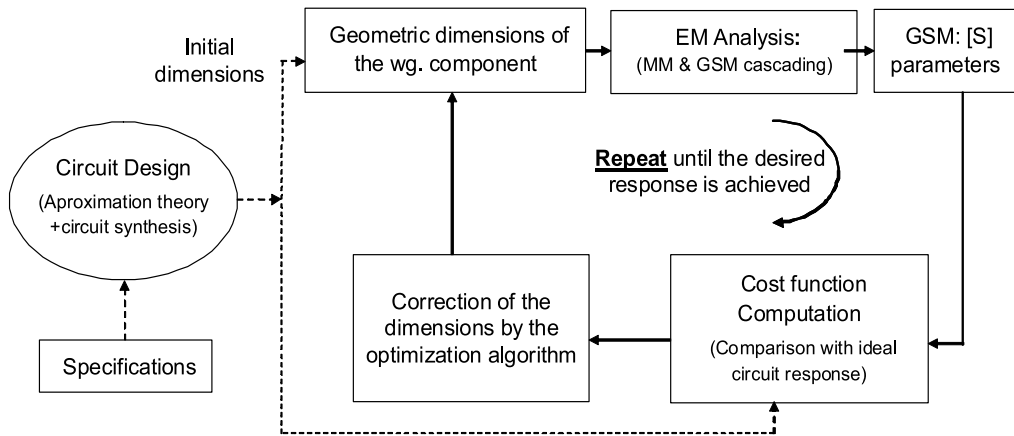 Initial
dimensions
Geometric dimensions of
the wg. component
EM Analysis:
(MM & GSM cascading)
GSM: [S]
parameters
Circuit Design
(Aproximation theory
+circuit synthesis)
Repeat until the desired
response is achieved
Specifications
Correction of the
dimensions by the
optimization algorithm
Cost function
Computation
(Comparison with ideal
circuit response)